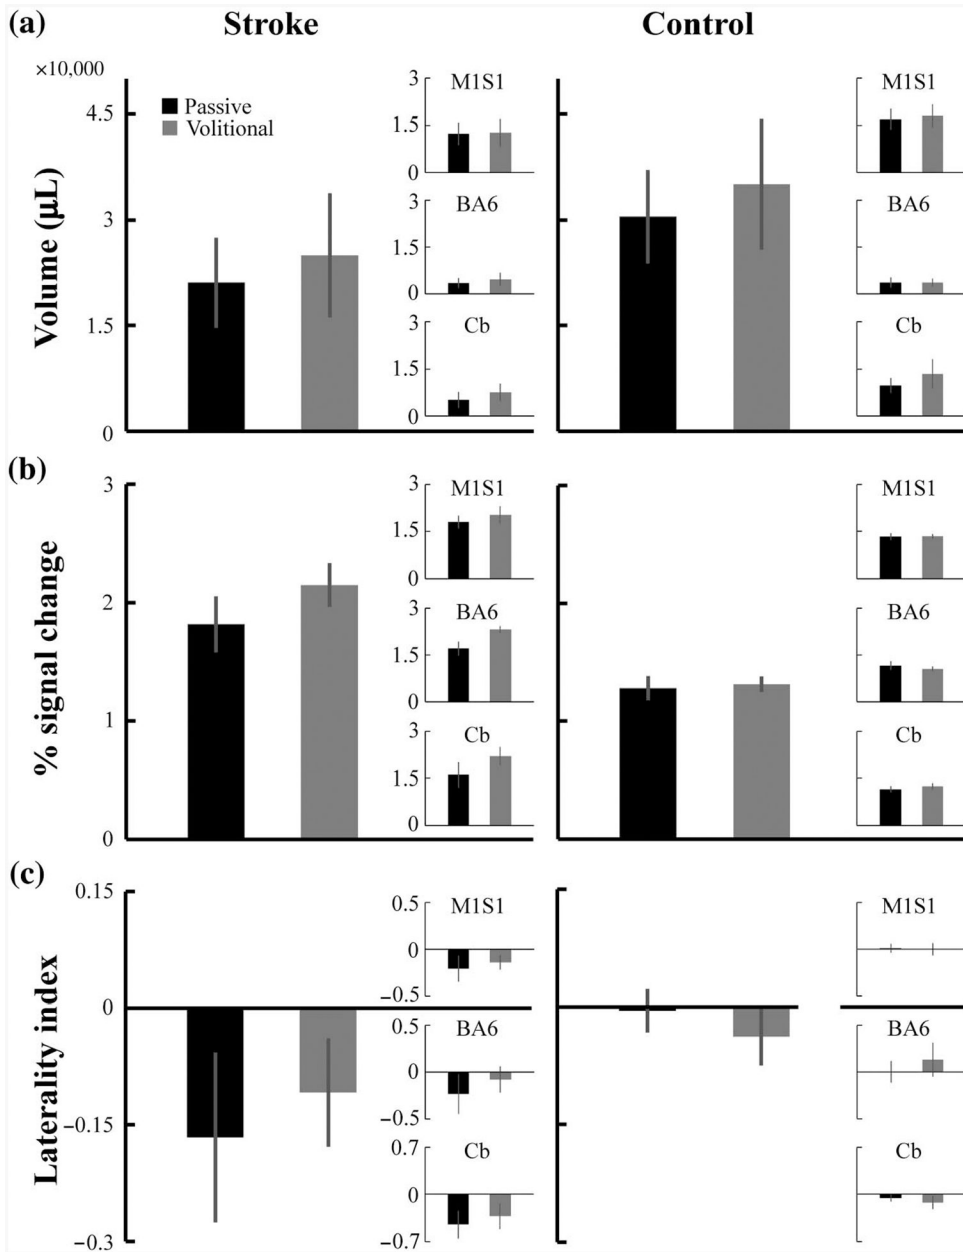 (a)
Stroke
Control
×10,000
Volume (µL)
4.5
3
1.5
0
Passive
Volitional
M1S1
3
1.5
0
BA6
3
1.5
0
Cb
3
1.5
0
M1S1
BA6
Cb
(b)
% signal change
3
2
1
0
M1S1
3
1.5
0
BA6
3
1.5
0
Cb
3
1.5
0
M1S1
BA6
Cb
(c)
Laterality index
0.15
0
−0.15
−0.3
M1S1
0.5
0
−0.5
BA6
0.5
0
−0.5
Cb
0.7
0
−0.7
M1S1
BA6
Cb